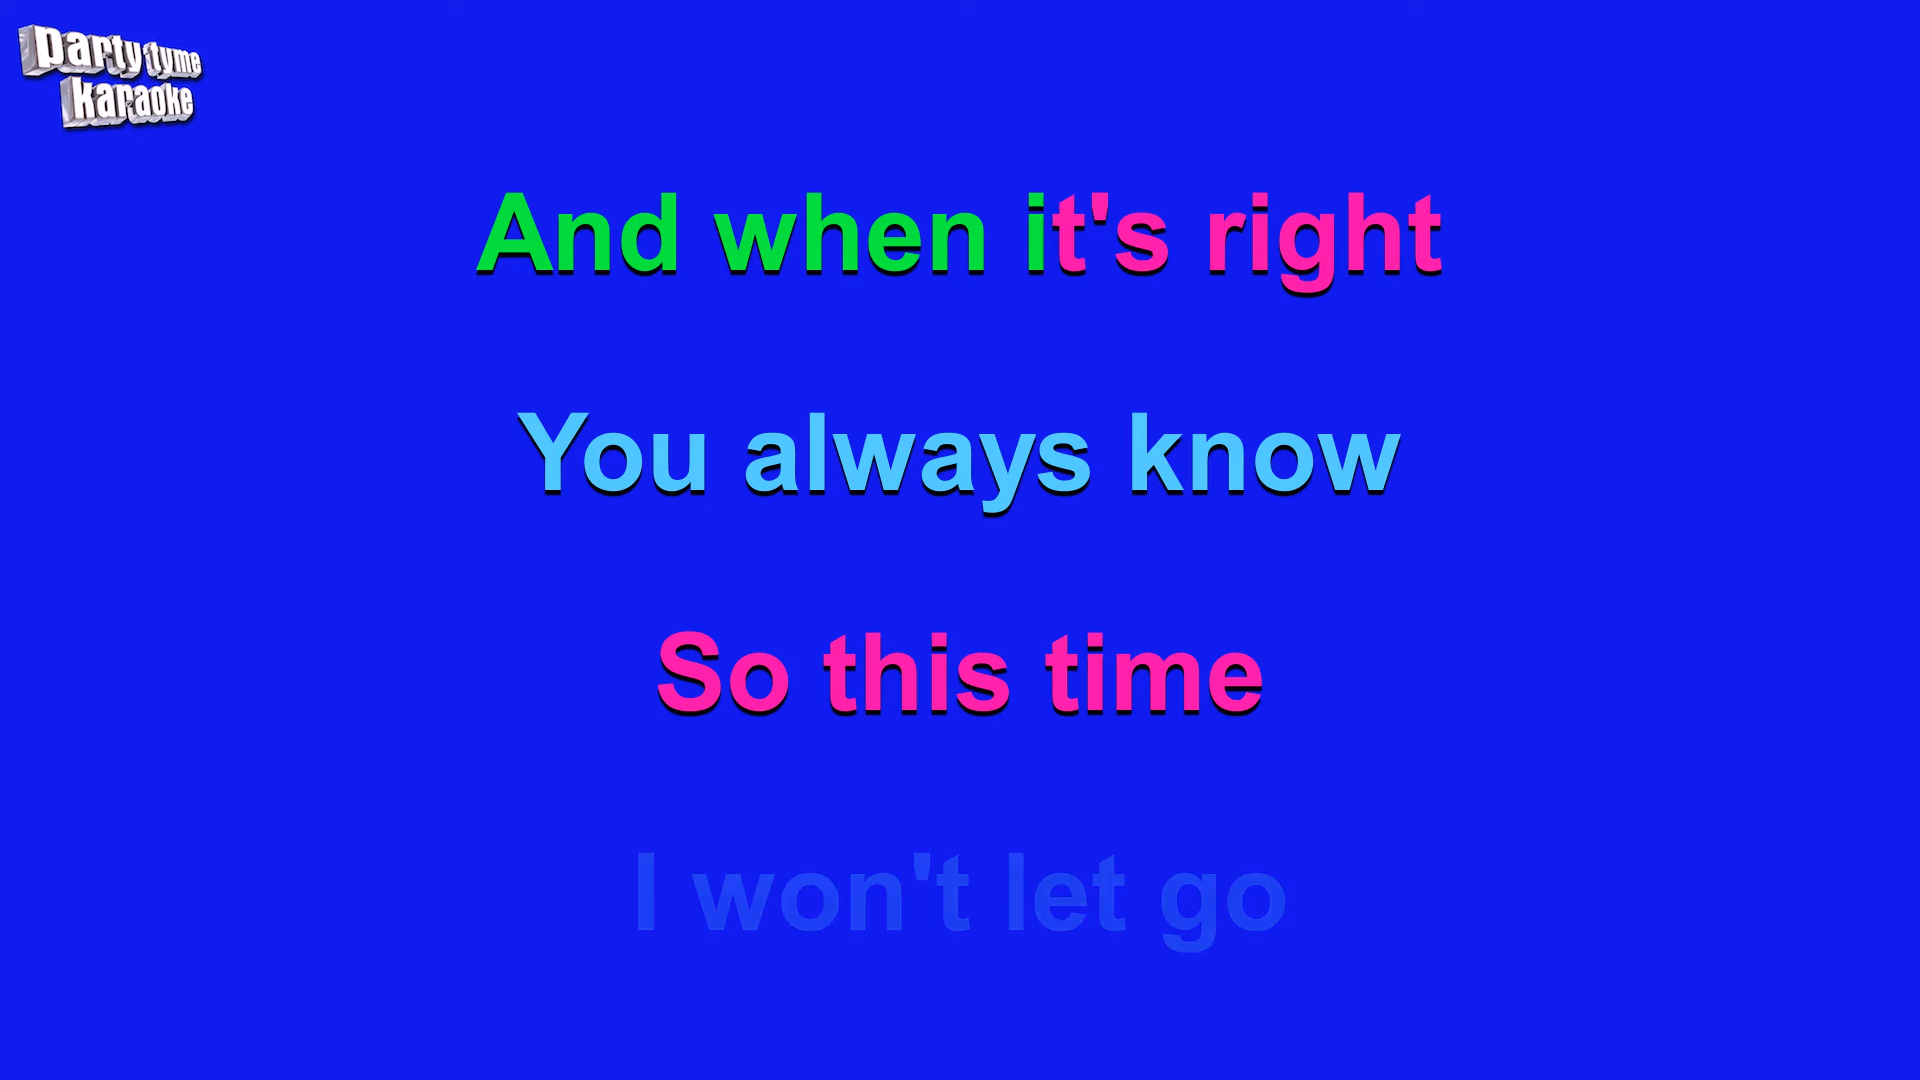 party tyme
karaoke
And when it's right
You always know
So this time
I won't let go